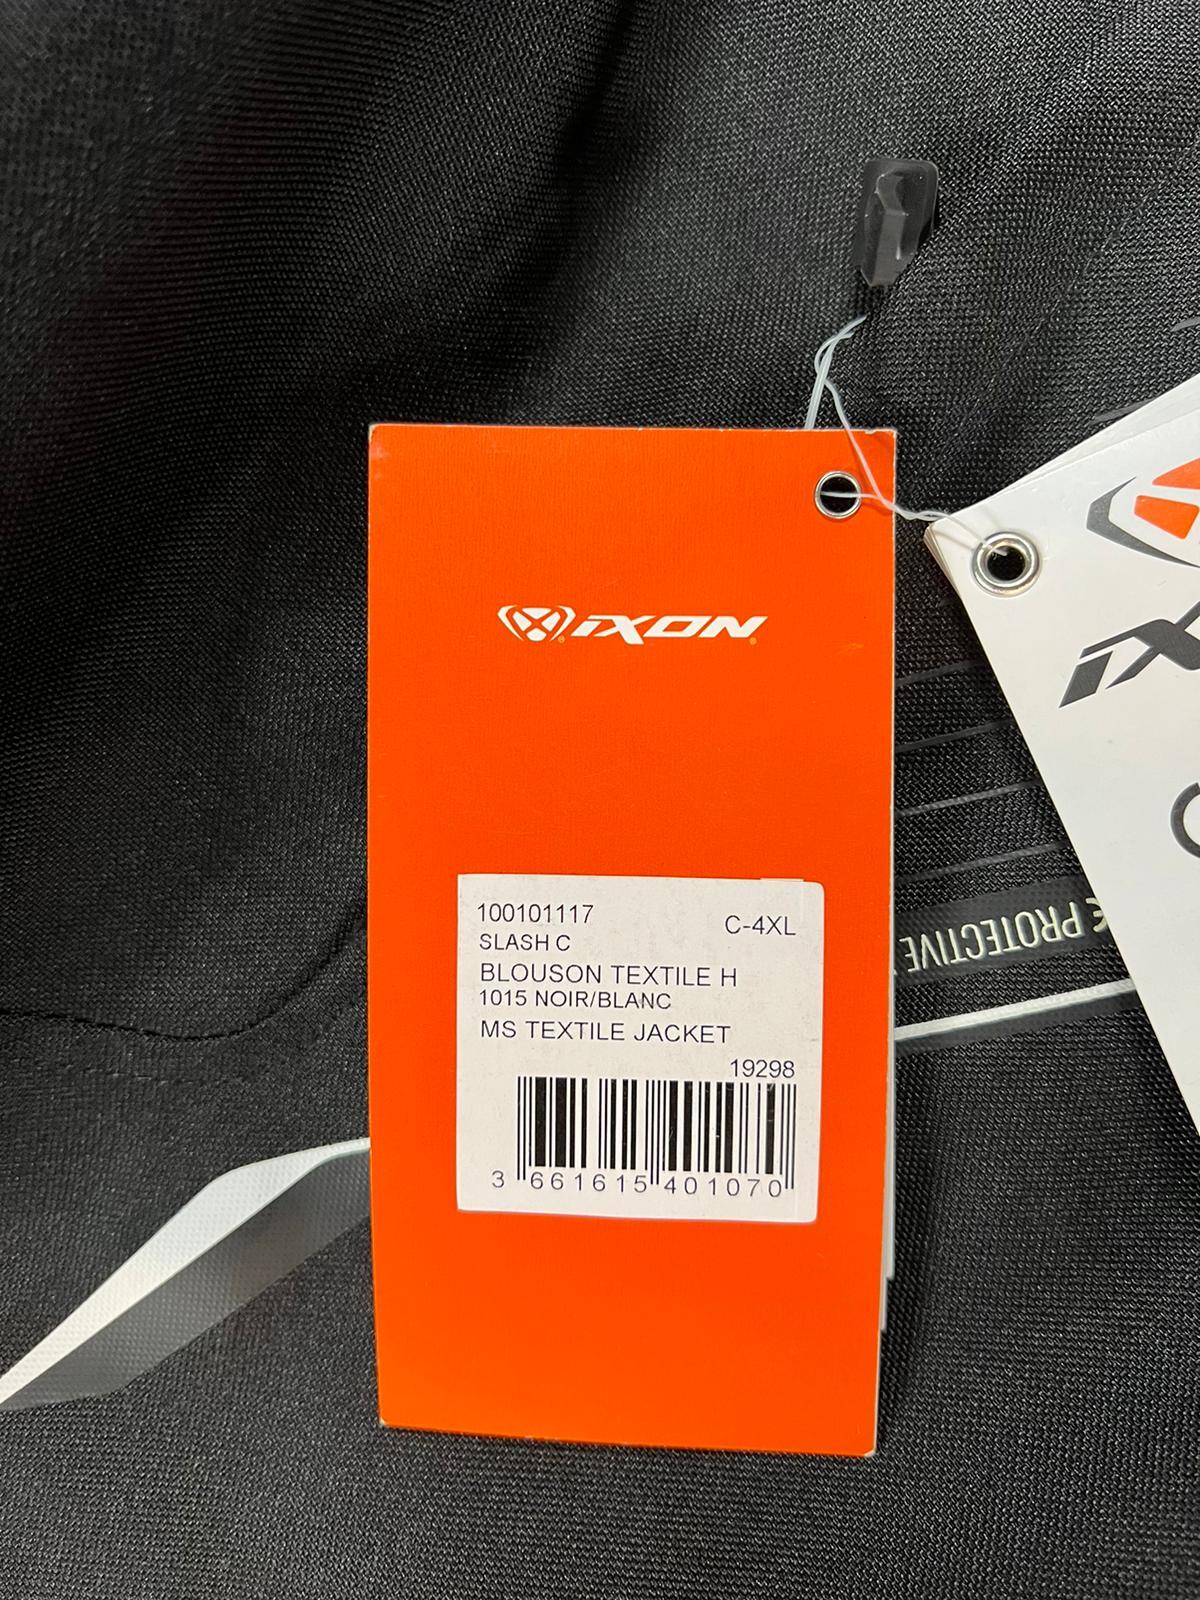 iXON
100101117
C-4XL
SLASH C
BLOUSON TEXTILE H
1015 NOIR/BLANC
MS TEXTILE JACKET
19298
3 661615 401070
PROTECTIVE